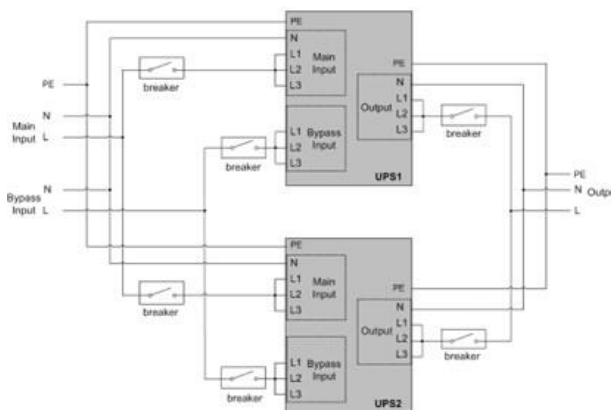 PE
N
L1
L2
L3
Main
Input
breaker
PE
N
Main
Input
L
Bypass
Input
N
L
breaker
L1
L2
L3
Bypass
Input
UPS1
PE
N
Output
L1
L2
L3
breaker
PE
N
Outpu
L
PE
N
L1
L2
L3
Main
Input
breaker
PE
N
Output
L1
L2
L3
breaker
L1
L2
L3
Bypass
Input
breaker
UPS2